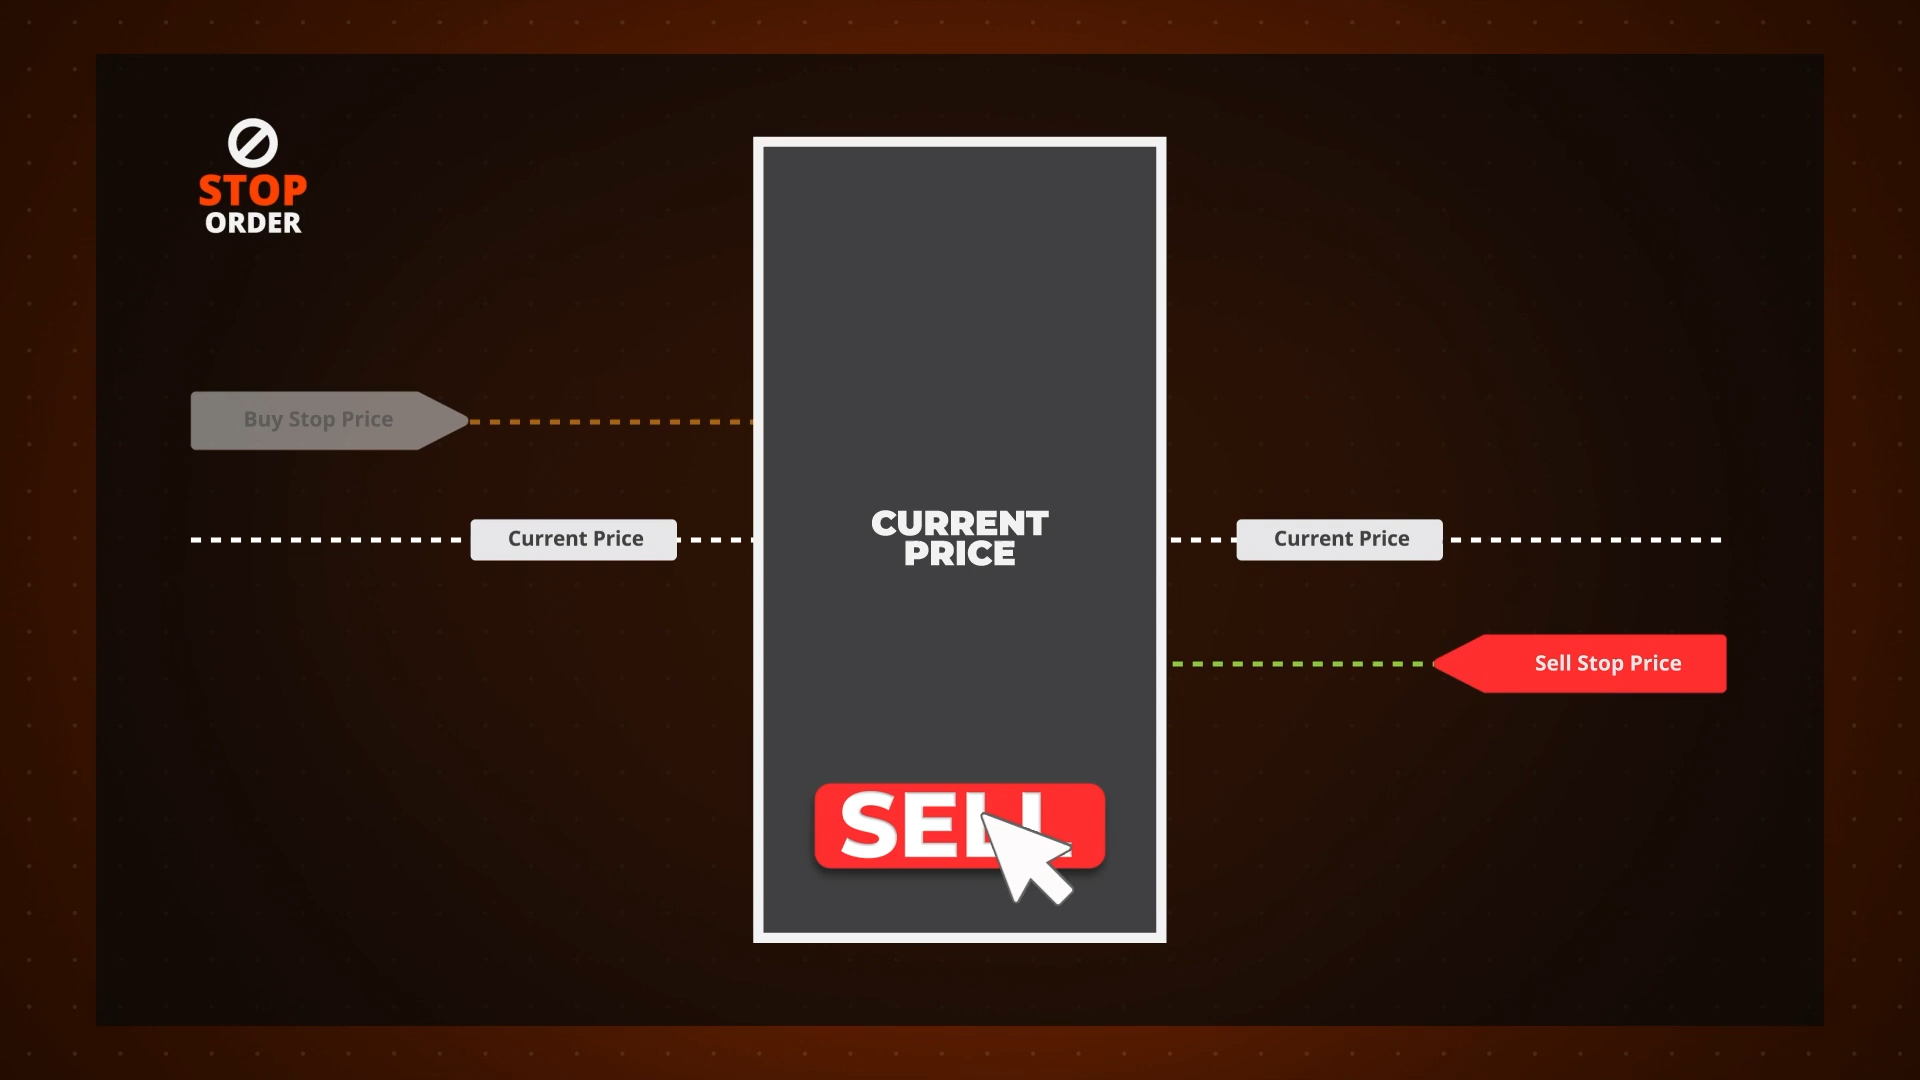 STOP
ORDER
Buy Stop Price
Current Price
CURRENT
PRICE
Current Price
Sell Stop Price
SELL